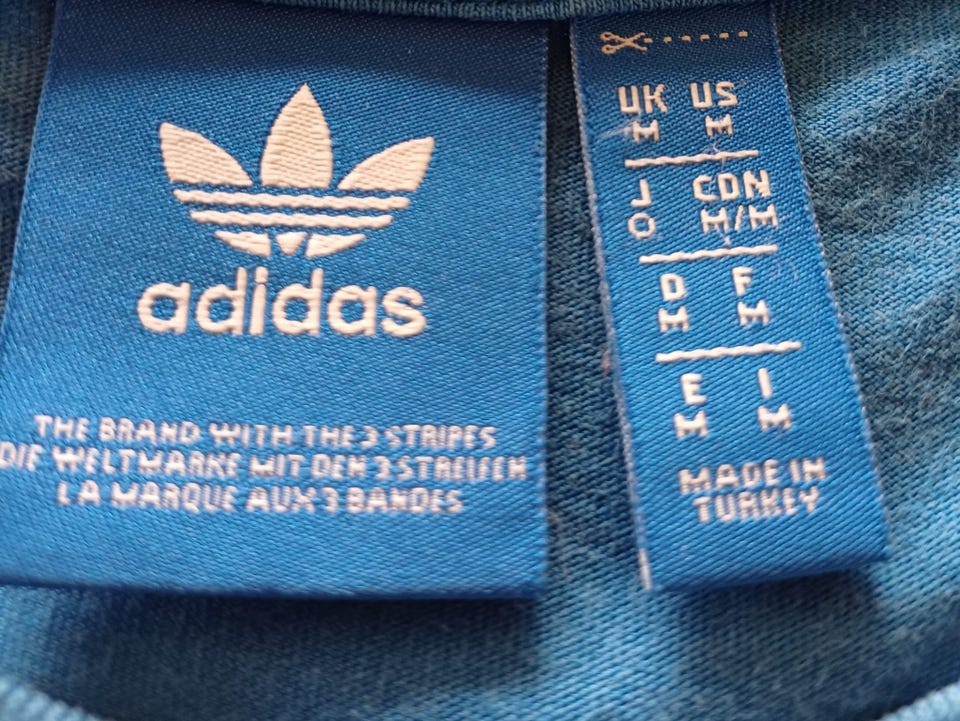 adidas
THE BRAND WITH THE 3 STRIPES
DIE WELTMARKE MIT DEN 3 STREIFEN
LA MARQUE AUX 3 BANDES
UK US
M M
J CDN
O M/M
D F
M M
E I
M M
MADE IN
TURKEY